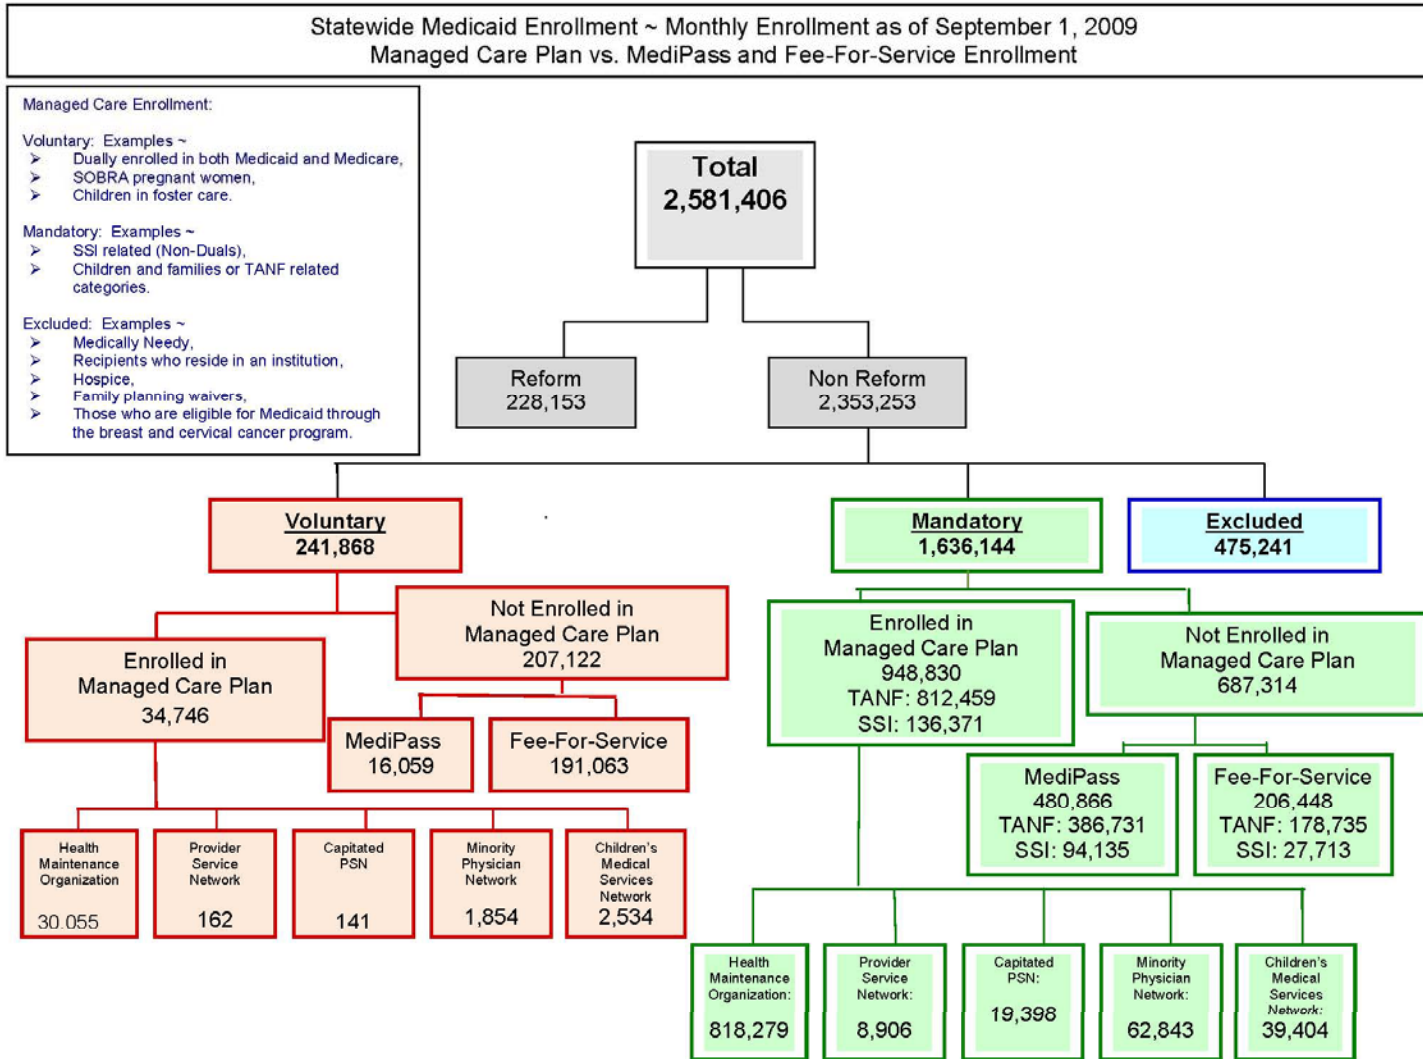 Statewide Medicaid Enrollment ~ Monthly Enrollment as of September 1, 2009
Managed Care Plan vs. MediPass and Fee-For-Service Enrollment
Managed Care Enrollment:
Voluntary: Examples ~
➢ Dually enrolled in both Medicaid and Medicare,
➢ SOBRA pregnant women,
➢ Children in foster care.
Mandatory: Examples ~
➢ SSI related (Non-Duals),
➢ Children and families or TANF related
categories.
Excluded: Examples ~
➢ Medically Needy,
➢ Recipients who reside in an institution,
➢ Hospice,
➢ Family planning waivers,
➢ Those who are eligible for Medicaid through
the breast and cervical cancer program.
Total
2,581,406
Reform
228,153
Non Reform
2,353,253
Voluntary
241,868
Mandatory
1,636,144
Excluded
475,241
Enrolled in
Managed Care Plan
34,746
Not Enrolled in
Managed Care Plan
207,122
MediPass
16,059
Fee-For-Service
191,063
Health
Maintenance
Organization
30,055
Provider
Service
Network
162
Capitated
PSN
141
Minority
Physician
Network
1,854
Children's
Medical
Services
Network
2,534
Enrolled in
Managed Care Plan
948,830
TANF: 812,459
SSI: 136,371
Not Enrolled in
Managed Care Plan
687,314
MediPass
480,866
TANF: 386,731
SSI: 94,135
Fee-For-Service
206,448
TANF: 178,735
SSI: 27,713
Health
Maintenance
Organization:
818,279
Provider
Service
Network:
8,906
Capitated
PSN:
19,398
Minority
Physician
Network:
62,843
Children's
Medical
Services
Network:
39,404